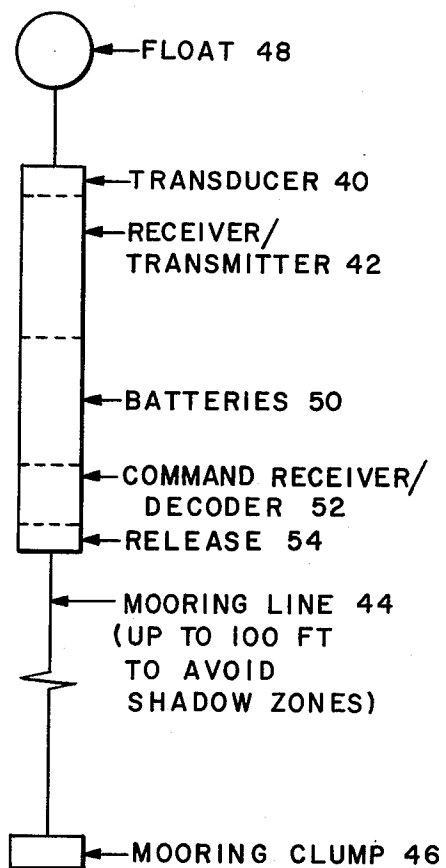 FLOAT 48
TRANSDUCER 40
RECEIVER/
TRANSMITTER 42
BATTERIES 50
COMMAND RECEIVER/
DECODER 52
RELEASE 54
MOORING LINE 44
(UP TO 100 FT
TO AVOID
SHADOW ZONES)
MOORING CLUMP 46